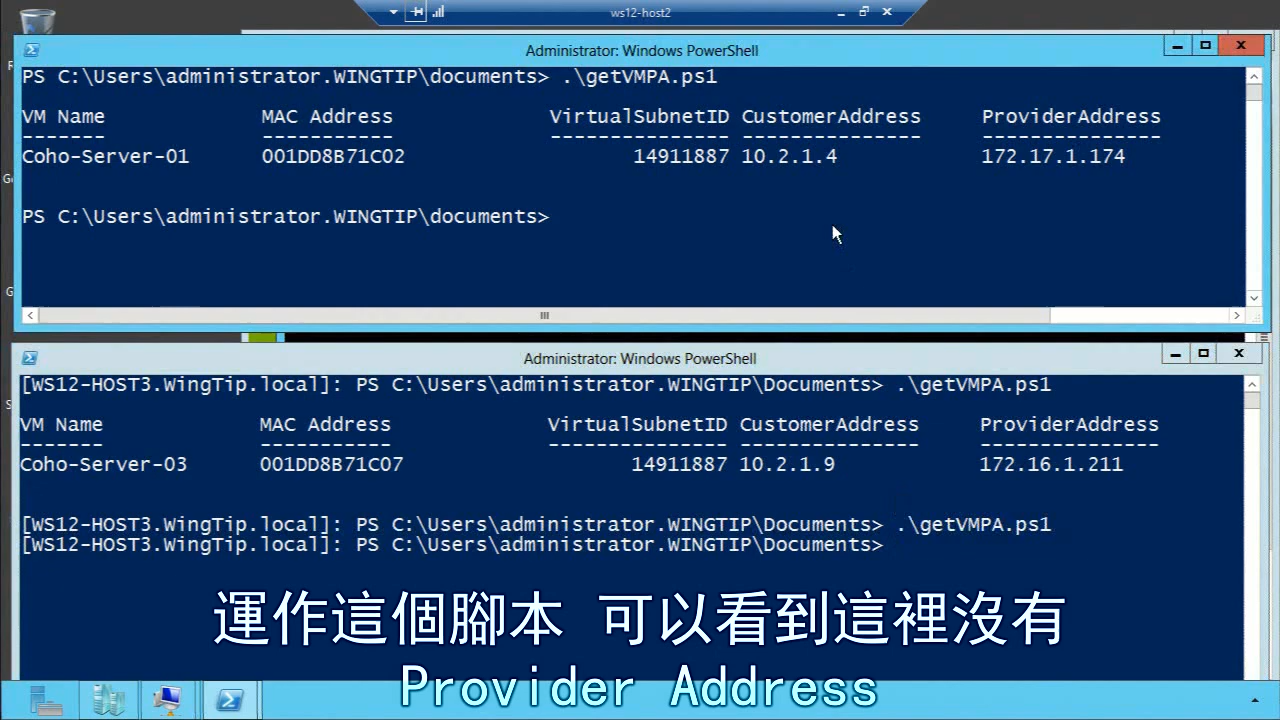 ws12-host2
Administrator: Windows PowerShell
PS C:\Users\administrator.WINGTIP\documents> .\getVMPA.ps1
VM Name MAC Address VirtualSubnetID CustomerAddress ProviderAddress
------- ----------- --------------- --------------- ---------------
Coho-Server-01 001DD8B71C02 14911887 10.2.1.4 172.17.1.174
PS C:\Users\administrator.WINGTIP\documents>
Administrator: Windows PowerShell
[WS12-HOST3.WingTip.local]: PS C:\Users\administrator.WINGTIP\Documents> .\getVMPA.ps1
VM Name MAC Address VirtualSubnetID CustomerAddress ProviderAddress
------- ----------- --------------- --------------- ---------------
Coho-Server-03 001DD8B71C07 14911887 10.2.1.9 172.16.1.211
[WS12-HOST3.WingTip.local]: PS C:\Users\administrator.WINGTIP\Documents> .\getVMPA.ps1
[WS12-HOST3.WingTip.local]: PS C:\Users\administrator.WINGTIP\Documents>
運作這個腳本 可以看到這裡沒有
Provider Address